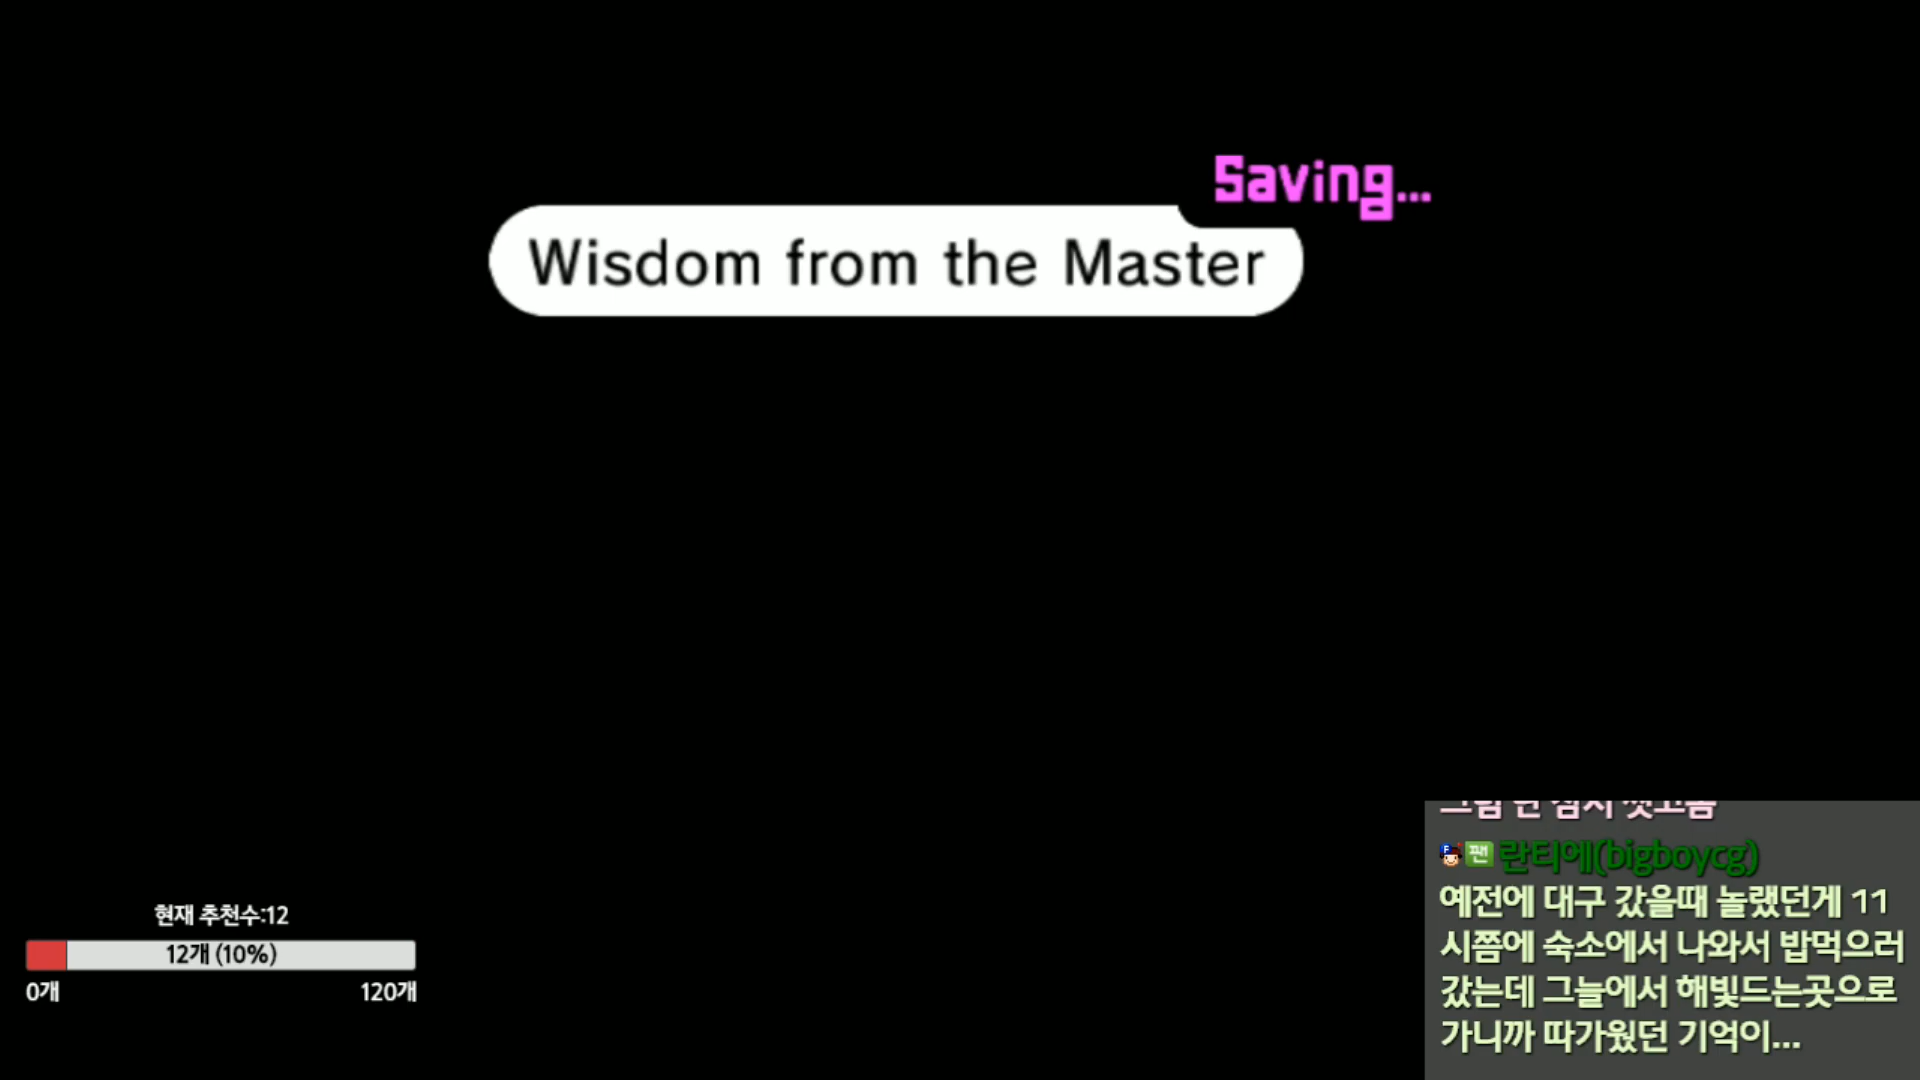 Saving...
Wisdom from the Master
팬 란티에(bigboycg)
예전에 대구 갔을때 놀랬던게 11
시쯤에 숙소에서 나와서 밥먹으러
갔는데 그늘에서 해빛드는곳으로
가니까 따가웠던 기억이...
현재 추천수:12
12개 (10%)
0개 120개